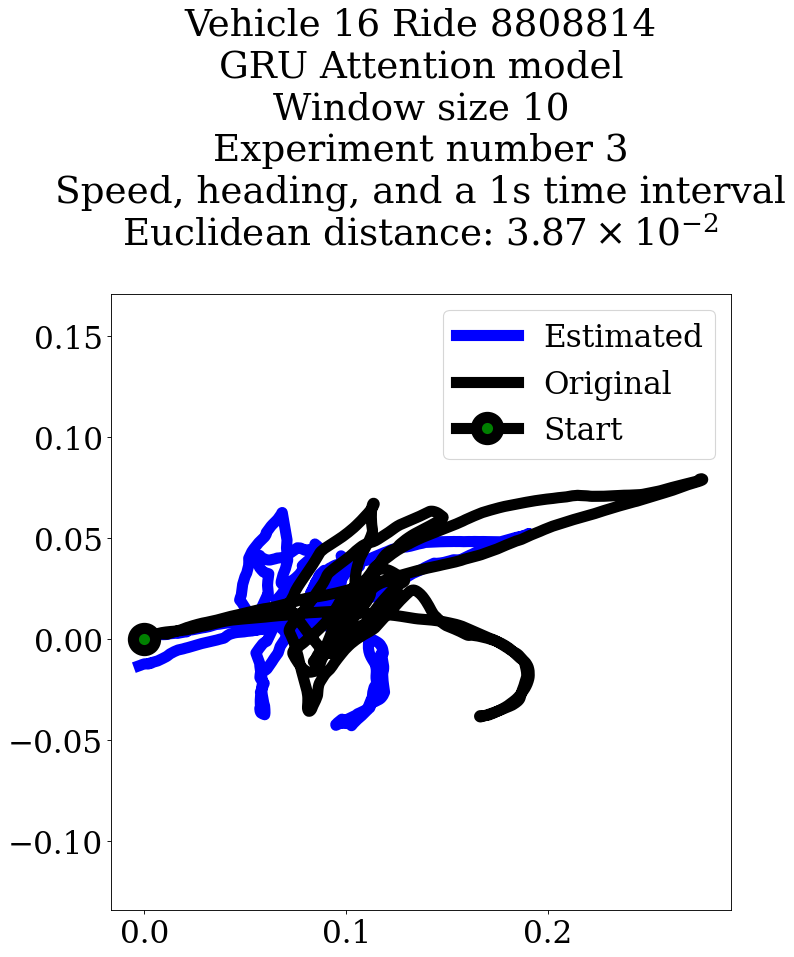 Vehicle 16 Ride 8808814
GRU Attention model
Window size 10
Experiment number 3
Speed, heading, and a 1s time interval
Euclidean distance: 3.87 × 10⁻²
Estimated
Original
Start
0.15
0.10
0.05
0.00
−0.05
−0.10
0.0 0.1 0.2